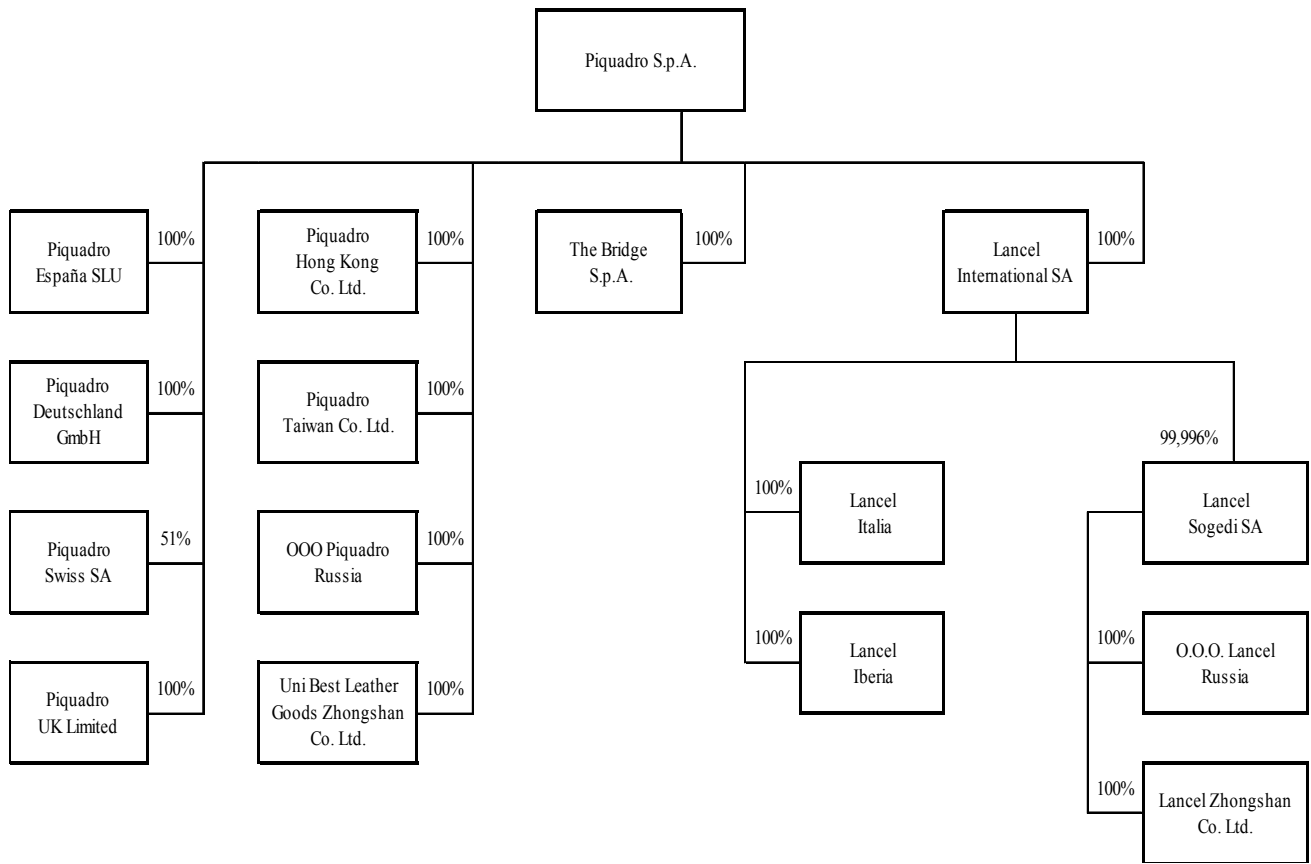 Piquadro S.p.A.
Piquadro
España SLU
100%
Piquadro
Hong Kong
Co. Ltd.
100%
The Bridge
S.p.A.
100%
Lancel
International SA
100%
Piquadro
Deutschland
GmbH
100%
Piquadro
Taiwan Co. Ltd.
100%
99,996%
Piquadro
Swiss SA
51%
OOO Piquadro
Russia
100%
100%
Lancel
Italia
Lancel
Sogedi SA
Piquadro
UK Limited
100%
Uni Best Leather
Goods Zhongshan
Co. Ltd.
100%
100%
Lancel
Iberia
100%
O.O.O. Lancel
Russia
100%
Lancel Zhongshan
Co. Ltd.